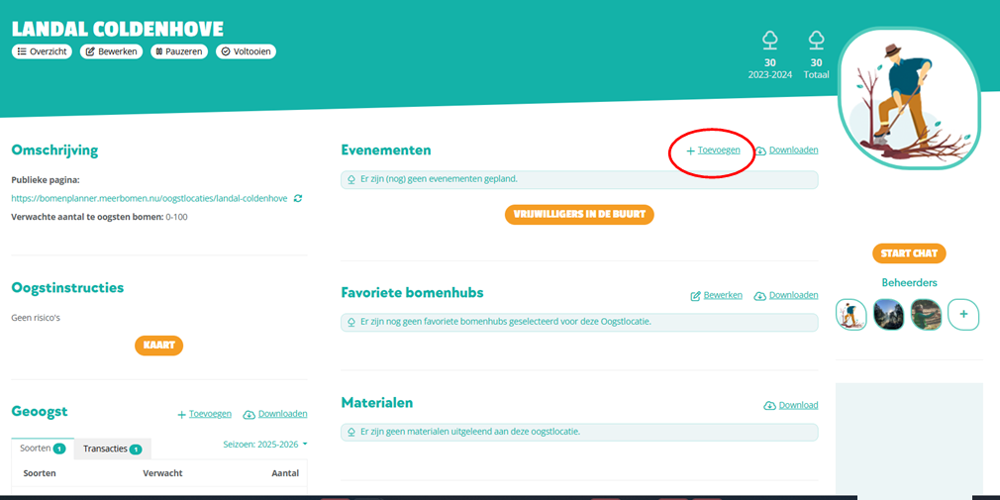 LANDAL COLDENHOVE
Overzicht
Bewerken
Pauzeren
Voltooien
30
2023-2024
30
Totaal
Omschrijving
Publieke pagina:
https://bomenplanner.meerbomen.nu/oogstlocaties/landal-coldenhove
Verwachte aantal te oogsten bomen: 0-100
Oogstinstructies
Geen risico's
KAART
Geoogst
+ Toevoegen
Downloaden
Soorten 1
Transacties 1
Seizoen: 2025-2026
Soorten
Verwacht
Aantal
Evenementen
+ Toevoegen
Downloaden
Er zijn (nog) geen evenementen gepland.
VRIJWILLIGERS IN DE BUURT
Favoriete bomenhubs
Bewerken
Downloaden
Er zijn nog geen favoriete bomenhubs geselecteerd voor deze Oogstlocatie.
Materialen
Download
Er zijn geen materialen uitgeleend aan deze oogstlocatie.
START CHAT
Beheerders
+